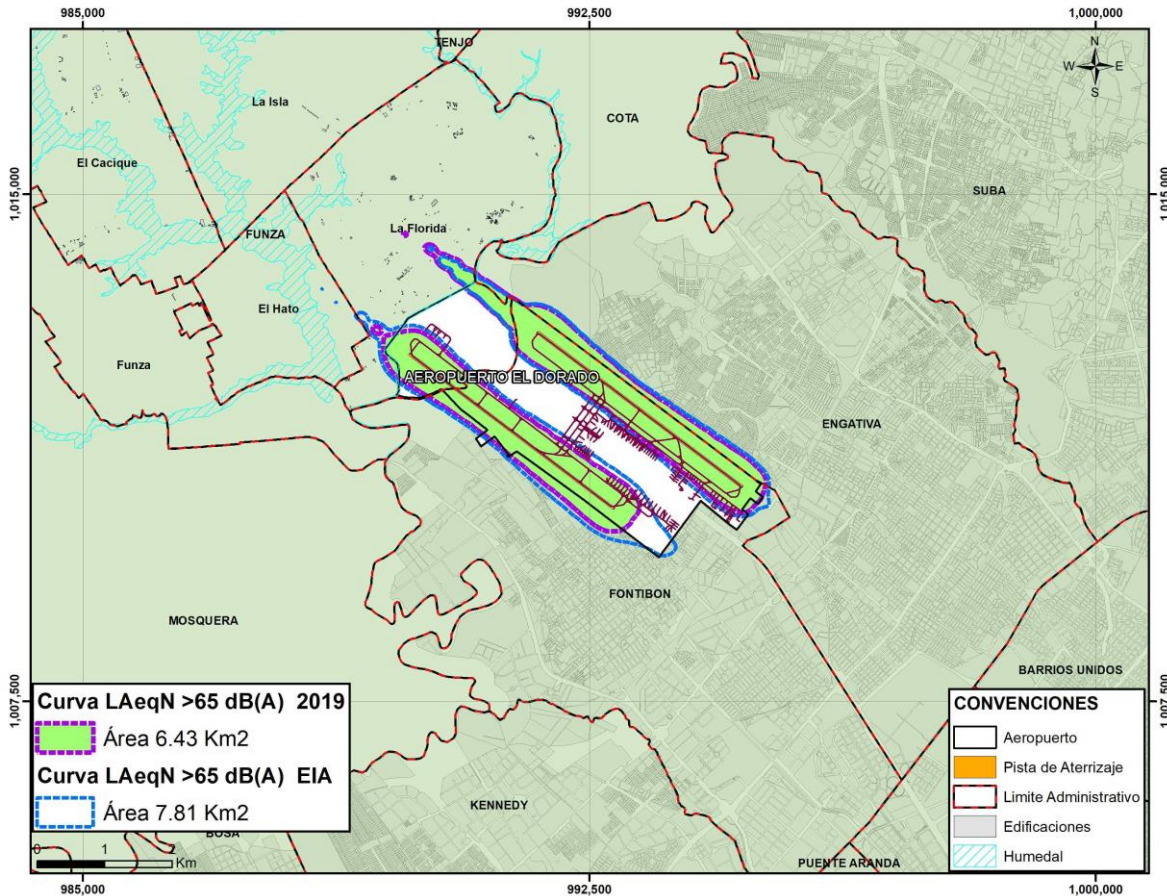 985,000
992,500
1,000,000
TENJO
N
W E
S
La Isla
COTA
El Cacique
SUBA
1,015,000
1,015,000
La Florida
FUNZA
El Hato
Funza
AEROPUERTO EL DORADO
ENGATIVA
FONTIBON
MOSQUERA
BARRIOS UNIDOS
1,007,500
1,007,500
Curva LAeqN >65 dB(A) 2019
Área 6.43 Km2
Curva LAeqN >65 dB(A) EIA
Área 7.81 Km2
BOSA
0 1 2
Km
KENNEDY
PUENTE ARANDA
CONVENCIONES
Aeropuerto
Pista de Aterrizaje
Limite Administrativo
Edificaciones
Humedal
985,000
992,500
1,000,000